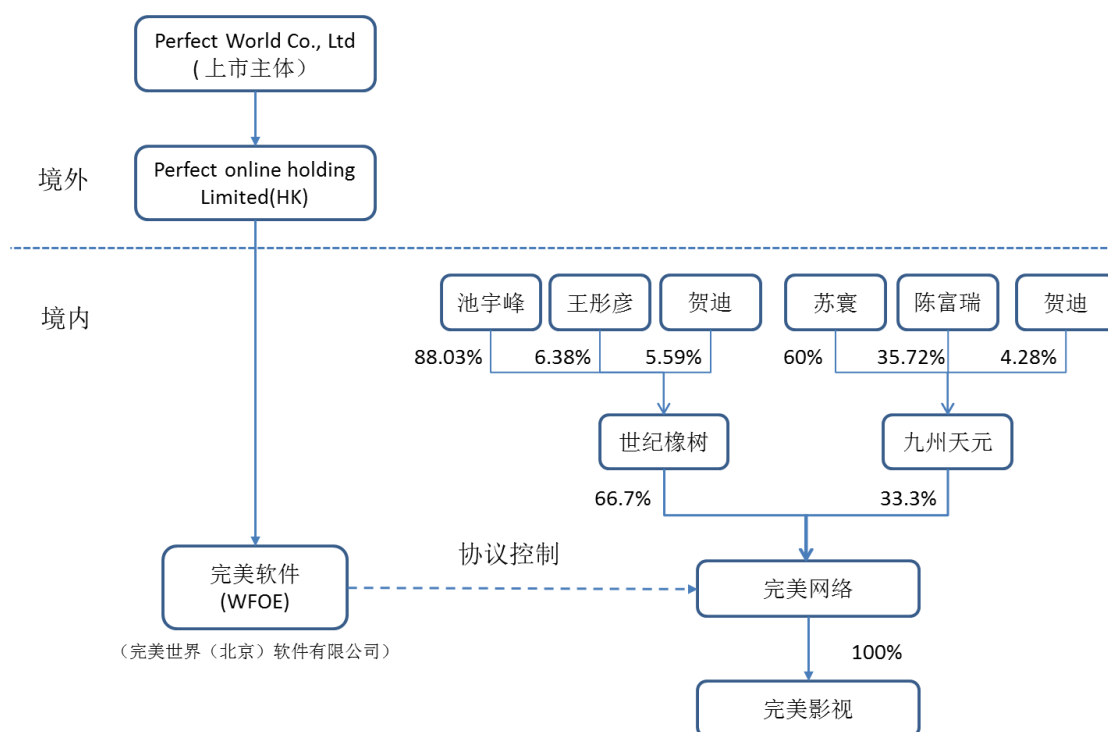 Perfect World Co., Ltd
( 上市主体）
境外
Perfect online holding
Limited(HK)
境内
池宇峰
王彤彦
贺迪
苏寰
陈富瑞
贺迪
88.03%
6.38%
5.59%
60%
35.72%
4.28%
世纪橡树
九州天元
66.7%
33.3%
协议控制
完美软件
(WFOE)
完美网络
（完美世界（北京）软件有限公司）
100%
完美影视